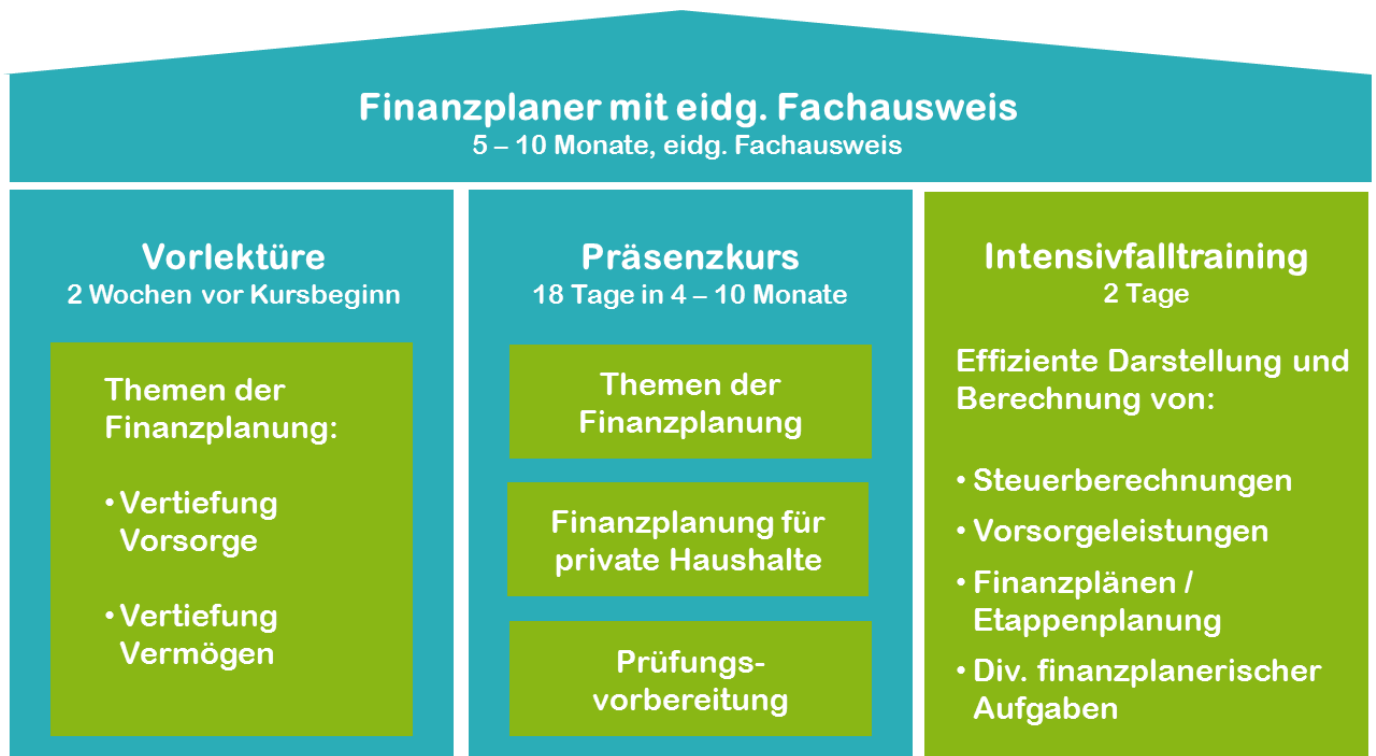 Finanzplaner mit eidg. Fachausweis
5 – 10 Monate, eidg. Fachausweis
Vorlektüre
2 Wochen vor Kursbeginn
Themen der
Finanzplanung:
• Vertiefung
Vorsorge
• Vertiefung
Vermögen
Präsenzkurs
18 Tage in 4 – 10 Monate
Themen der
Finanzplanung
Finanzplanung für
private Haushalte
Prüfungs-
vorbereitung
Intensivfalltraining
2 Tage
Effiziente Darstellung und
Berechnung von:
• Steuerberechnungen
• Vorsorgeleistungen
• Finanzplänen /
Etappenplanung
• Div. finanzplanerischer
Aufgaben